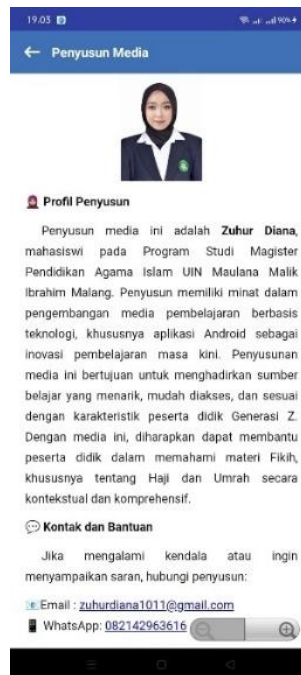 19.03
90%
← Penyusun Media
Profil Penyusun
Penyusun media ini adalah Zuhur Diana,
mahasiswi pada Program Studi Magister
Pendidikan Agama Islam UIN Maulana Malik
Ibrahim Malang. Penyusun memiliki minat dalam
pengembangan media pembelajaran berbasis
teknologi, khususnya aplikasi Android sebagai
inovasi pembelajaran masa kini. Penyusunan
media ini bertujuan untuk menghadirkan sumber
belajar yang menarik, mudah diakses, dan sesuai
dengan karakteristik peserta didik Generasi Z.
Dengan media ini, diharapkan dapat membantu
peserta didik dalam memahami materi Fikih,
khususnya tentang Haji dan Umrah secara
kontekstual dan komprehensif.
Kontak dan Bantuan
Jika mengalami kendala atau ingin
menyampaikan saran, hubungi penyusun:
Email : zuhurdiana1011@gmail.com
WhatsApp: 082142963616